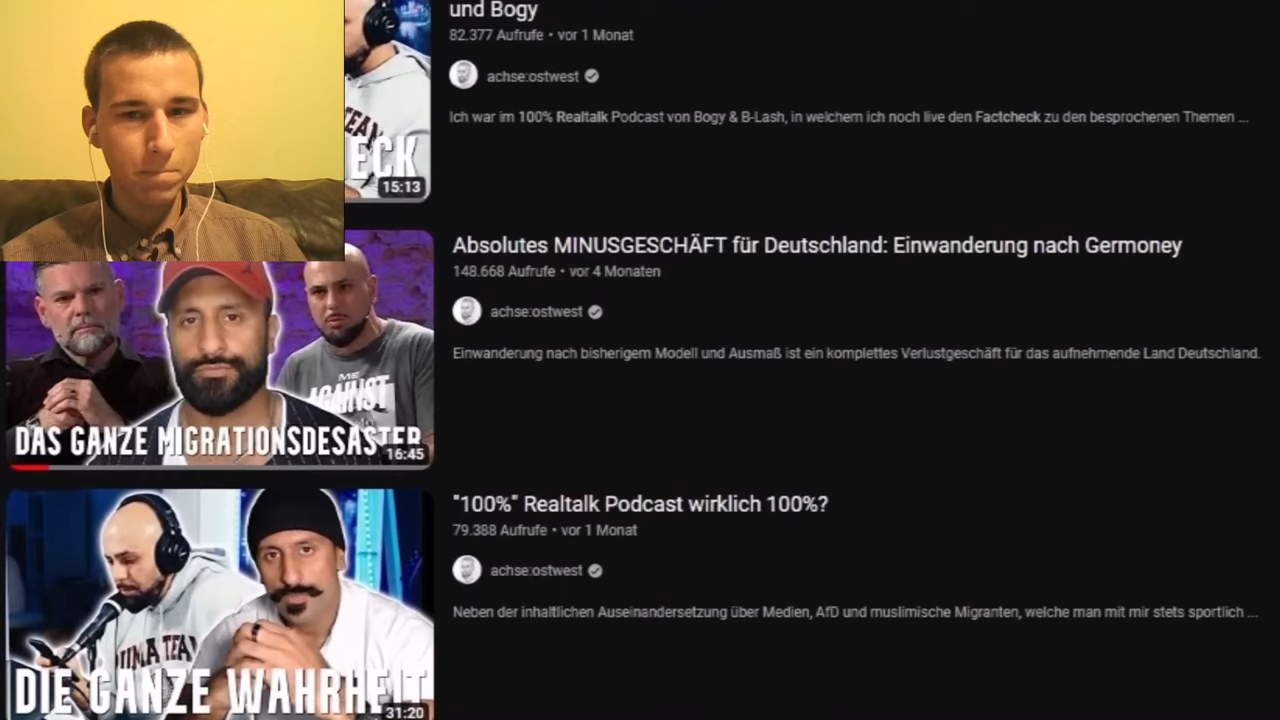 und Bogy
82.377 Aufrufe • vor 1 Monat
achse:ostwest
Ich war im 100% Realtalk Podcast von Bogy & B-Lash, in welchem ich noch live den Factcheck zu den besprochenen Themen ...
ECK
15:13
Absolutes MINUSGESCHÄFT für Deutschland: Einwanderung nach Germoney
148.668 Aufrufe • vor 4 Monaten
achse:ostwest
Einwanderung nach bisherigem Modell und Ausmaß ist ein komplettes Verlustgeschäft für das aufnehmende Land Deutschland.
AGAINST
DAS GANZE MIGRATIONSDESASTER
16:45
"100%" Realtalk Podcast wirklich 100%?
79.388 Aufrufe • vor 1 Monat
achse:ostwest
Neben der inhaltlichen Auseinandersetzung über Medien, AfD und muslimische Migranten, welche man mit mir stets sportlich ...
DIE GANZE WAHRHEIT
31:20